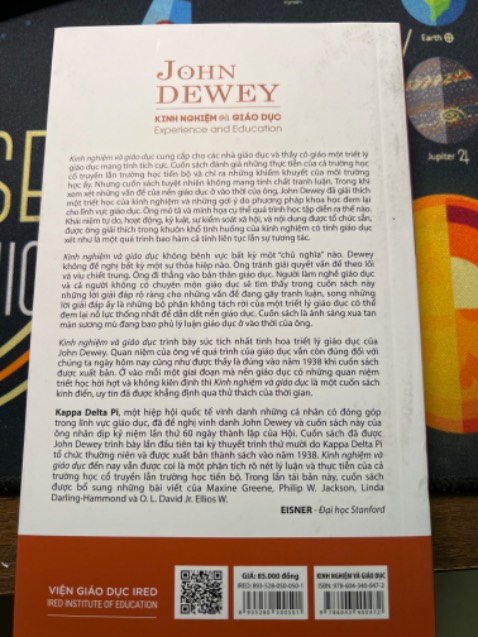 JOHN
DEWEY
KINH NGHIỆM và GIÁO DỤC
Experience and Education
Kinh nghiệm và giáo dục cung cấp cho các nhà giáo dục và thầy cô giáo một triết lý
giáo dục mang tính tích cực. Cuốn sách đánh giá những thực tiễn của cả trường học
cổ truyền lẫn trường học tiến bộ và chỉ ra những khiếm khuyết của mỗi trường
học ấy. Nhưng cuốn sách tuyệt nhiên không mang tính chất tranh luận. Trong khi
xem xét những vấn đề của nền giáo dục ở vào thời của ông, John Dewey đã giải thích
một triết học của kinh nghiệm và những gợi ý do phương pháp khoa học đem lại
cho lĩnh vực giáo dục. Ông mô tả và minh họa cụ thể quá trình học tập diễn ra thế nào.
Khái niệm tự do, hoạt động, kỷ luật, sự kiểm soát xã hội, và nội dung được tổ chức sẵn,
được ông giải thích trong khuôn khổ tình huống của kinh nghiệm có tính giáo dục
xét như là một quá trình bao hàm cả tính liên tục lẫn sự tương tác.
Kinh nghiệm và giáo dục không bênh vực bất kỳ một "chủ nghĩa" nào. Dewey
không đề nghị bất kỳ một sự thỏa hiệp nào. Ông tránh giải quyết vấn đề theo lối
và víu chiết trung. Ông đi thẳng vào bản thân giáo dục. Người làm nghề giáo dục
và cả người không có chuyên môn giáo dục sẽ tìm thấy trong cuốn sách này
những lời giải đáp rõ ràng cho những vấn đề đang gây tranh luận, song những
lời giải đáp ấy là những bộ phận không tách rời của một triết lý giáo dục có thể
đem lại nỗ lực thống nhất để dẫn dắt nền giáo dục. Cuốn sách là ánh sáng xua tan
màn sương mù đang bao phủ lý luận giáo dục ở vào thời của ông.
Kinh nghiệm và giáo dục trình bày súc tích nhất tinh hoa triết lý giáo dục của
John Dewey. Quan niệm của ông về quá trình của giáo dục vẫn còn đúng đối với
chúng ta ngày hôm nay cũng như được thấy là đúng vào năm 1938 khi cuốn sách
được xuất bản. Ở vào mỗi một giai đoạn mà nền giáo dục có những quan niệm
triết học hời hợt và không kiên định thì Kinh nghiệm và giáo dục là một cuốn sách
kinh điển, uy tín đã được khẳng định qua thử thách của thời gian.
Kappa Delta Pi, một hiệp hội quốc tế vinh danh những cá nhân có đóng góp
trong lĩnh vực giáo dục, đã đề nghị vinh danh John Dewey và cuốn sách này của
ông nhân dịp kỷ niệm lần thứ 60 ngày thành lập của Hội. Cuốn sách đã được
John Dewey trình bày lần đầu tiên tại kỳ thuyết trình thứ mười do Kappa Delta Pi
tổ chức thường niên và được xuất bản thành sách vào năm 1938. Kinh nghiệm và
giáo dục đến nay vẫn được coi là một phân tích rõ nét lý luận và thực tiễn của cả
trường học cổ truyền lẫn trường học tiến bộ. Trong lần tái bản này, cuốn sách
được bổ sung những bài viết của Maxine Greene, Philip W. Jackson, Linda
Darling-Hammond và O. L. David Jr. Ellios W.
EISNER - Đại học Stanford
VIỆN GIÁO DỤC IRED
IRED INSTITUTE OF EDUCATION
GIÁ: 85.000 đồng
IRED: 893-528-050-050-1
KINH NGHIỆM VÀ GIÁO DỤC
ISBN: 978-604-340-047-2
Earth
Jupiter